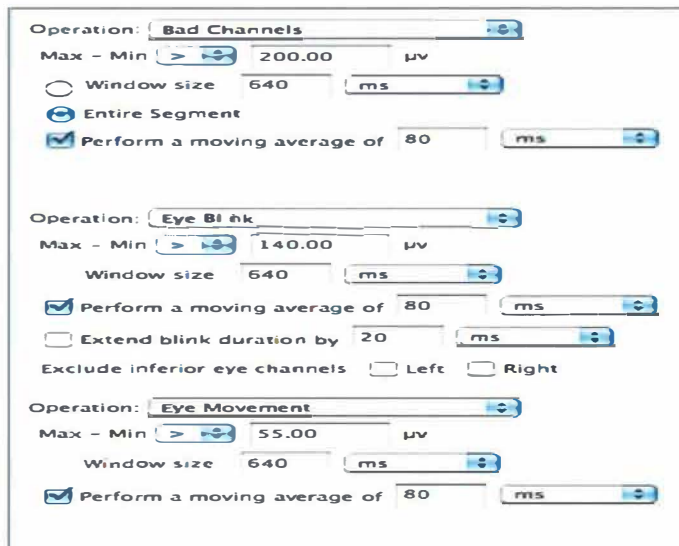 Operation: Bad Channels
Max - Min > 200.00 μv
Window size 640 ms
Entire Segment
Perform a moving average of 80 ms
Operation: Eye Blink
Max - Min > 140.00 μv
Window size 640 ms
Perform a moving average of 80 ms
Extend blink duration by 20 ms
Exclude inferior eye channels Left Right
Operation: Eye Movement
Max - Min > 55.00 μv
Window size 640 ms
Perform a moving average of 80 ms